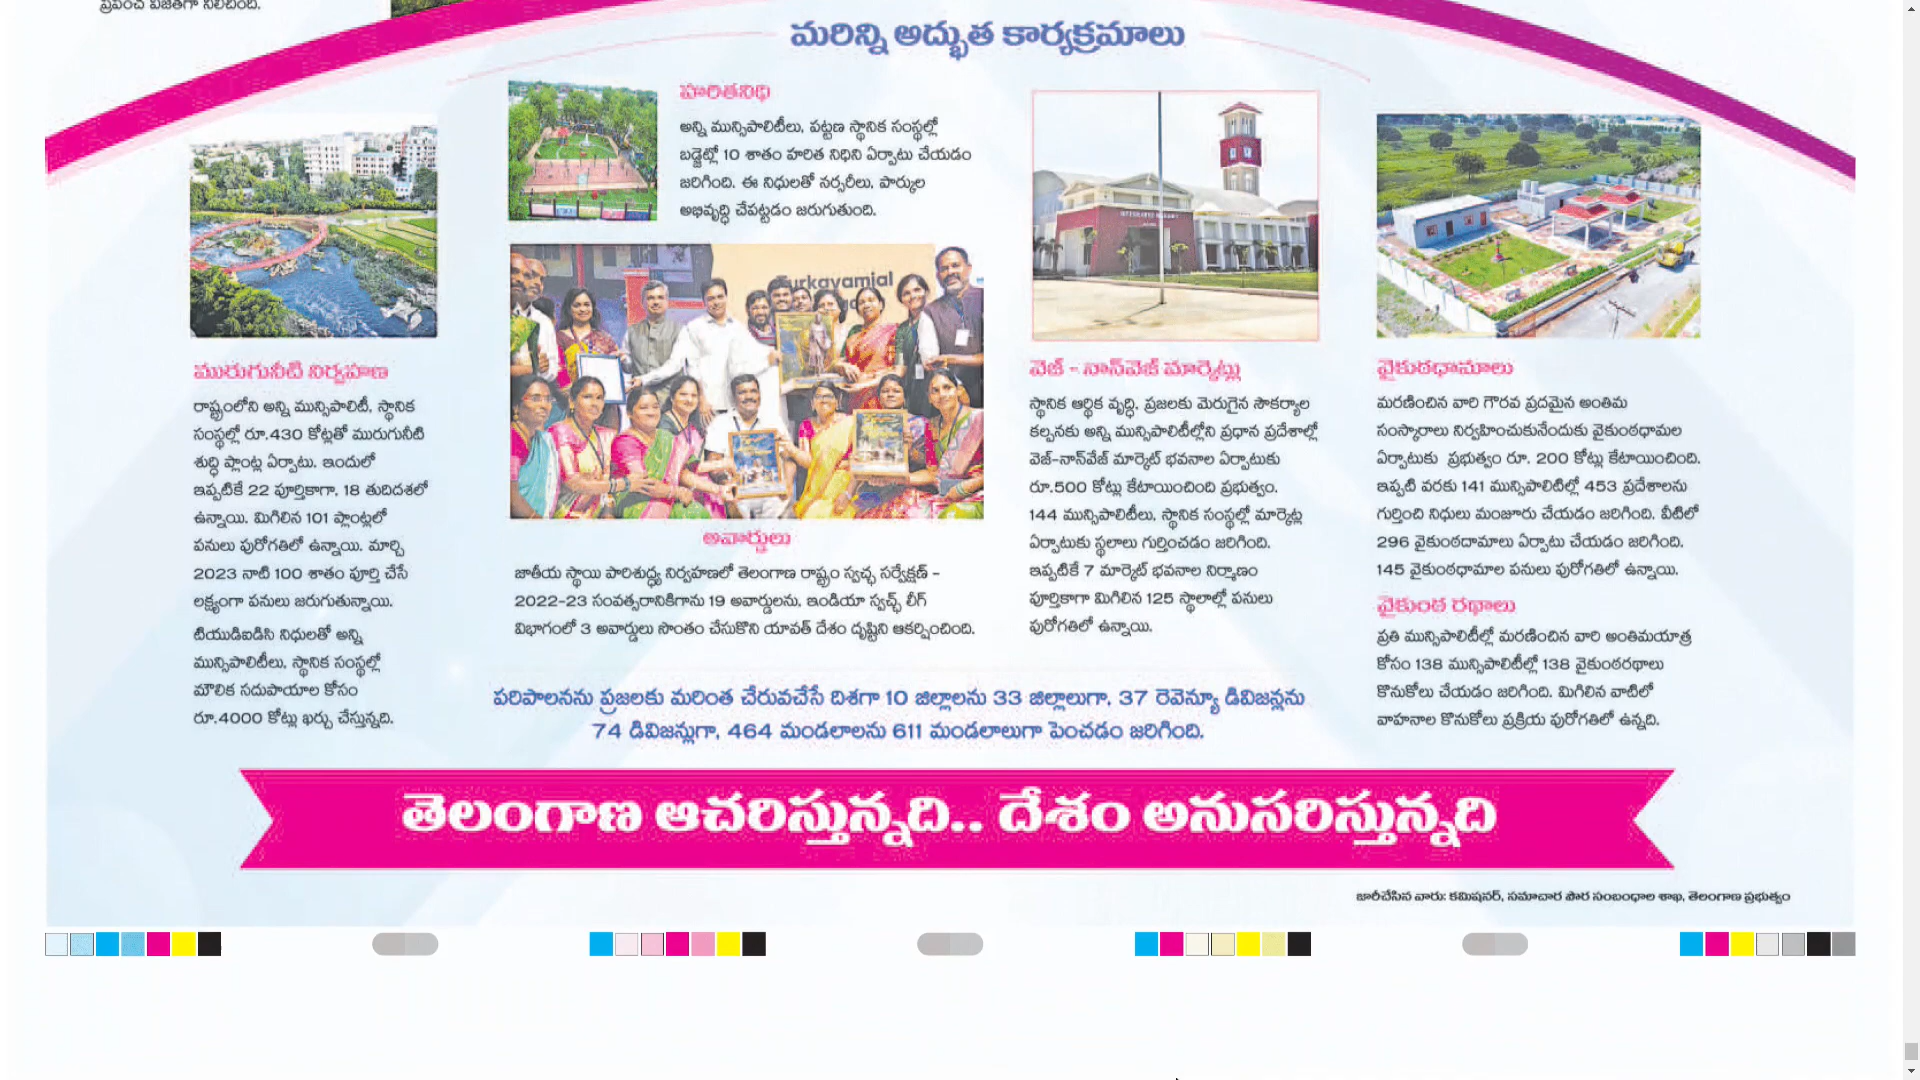 ప్రపంచ విజేతగా నిలిచింది.
మరిన్ని అద్భుత కార్యక్రమాలు
హరితనిధి
అన్ని మున్సిపాలిటీలు, పట్టణ స్థానిక సంస్థల్లో
బడ్జెట్లో 10 శాతం హరిత నిధిని ఏర్పాటు చేయడం
జరిగింది. ఈ నిధులతో నర్సరీలు, పార్కుల
అభివృద్ధి చేపట్టడం జరుగుతుంది.
మురుగునీటి నిర్వహణ
రాష్ట్రంలోని అన్ని మున్సిపాలిటీ, స్థానిక
సంస్థల్లో రూ.430 కోట్లతో మురుగునీటి
శుద్ధి ప్లాంట్ల ఏర్పాటు. ఇందులో
ఇప్పటికే 22 పూర్తికాగా, 18 తుదిదశలో
ఉన్నాయి. మిగిలిన 101 ప్లాంట్లలో
పనులు పురోగతిలో ఉన్నాయి. మార్చి
2023 నాటి 100 శాతం పూర్తి చేసే
లక్ష్యంగా పనులు జరుగుతున్నాయి.
టియుడిఐడిసి నిధులతో అన్ని
మున్సిపాలిటీలు, స్థానిక సంస్థల్లో
మౌలిక సదుపాయాల కోసం
రూ.4000 కోట్లు ఖర్చు చేస్తున్నది.
అవార్డులు
జాతీయ స్థాయి పారిశుద్ధ్య నిర్వహణలో తెలంగాణ రాష్ట్రం స్వచ్ఛ సర్వేక్షణ్ -
2022-23 సంవత్సరానికిగాను 19 అవార్డులను, ఇండియా స్వచ్ఛ్ లీగ్
విభాగంలో 3 అవార్డులు సొంతం చేసుకొని యావత్ దేశం దృష్టిని ఆకర్షించింది.
వెజ్ - నాన్‌వెజ్ మార్కెట్లు
స్థానిక ఆర్థిక వృద్ధి, ప్రజలకు మెరుగైన సౌకర్యాల
కల్పనకు అన్ని మున్సిపాలిటీల్లోని ప్రధాన ప్రదేశాల్లో
వెజ్-నాన్‌వేజ్ మార్కెట్ భవనాల ఏర్పాటుకు
రూ.500 కోట్లు కేటాయించింది ప్రభుత్వం.
144 మున్సిపాలిటీలు, స్థానిక సంస్థల్లో మార్కెట్ల
ఏర్పాటుకు స్థలాలు గుర్తించడం జరిగింది.
ఇప్పటికే 7 మార్కెట్ భవనాల నిర్మాణం
పూర్తికాగా మిగిలిన 125 స్థాలాల్లో పనులు
పురోగతిలో ఉన్నాయి.
వైకుంఠధామాలు
మరణించిన వారి గౌరవ ప్రదమైన అంతిమ
సంస్కారాలు నిర్వహించుకునేందుకు వైకుంఠధామల
ఏర్పాటుకు ప్రభుత్వం రూ. 200 కోట్లు కేటాయించింది.
ఇప్పటి వరకు 141 మున్సిపాలిటీల్లో 453 ప్రదేశాలను
గుర్తించి నిధులు మంజూరు చేయడం జరిగింది. వీటిలో
296 వైకుంఠదామాలు ఏర్పాటు చేయడం జరిగింది.
145 వైకుంఠధామాల పనులు పురోగతిలో ఉన్నాయి.
వైకుంఠ రథాలు
ప్రతి మున్సిపాలిటీల్లో మరణించిన వారి అంతిమయాత్ర
కోసం 138 మున్సిపాలిటీల్లో 138 వైకుంఠరథాలు
కొనుకోలు చేయడం జరిగింది. మిగిలిన వాటిలో
వాహనాల కొనుకోలు ప్రక్రియ పురోగతిలో ఉన్నది.
పరిపాలనను ప్రజలకు మరింత చేరువచేసే దిశగా 10 జిల్లాలను 33 జిల్లాలుగా, 37 రెవెన్యూ డివిజన్లను
74 డివిజన్లుగా, 464 మండలాలను 611 మండలాలుగా పెంచడం జరిగింది.
తెలంగాణ ఆచరిస్తున్నది.. దేశం అనుసరిస్తున్నది
జారీచేసిన వారు: కమిషనర్, సమాచార పౌర సంబంధాల శాఖ, తెలంగాణ ప్రభుత్వం